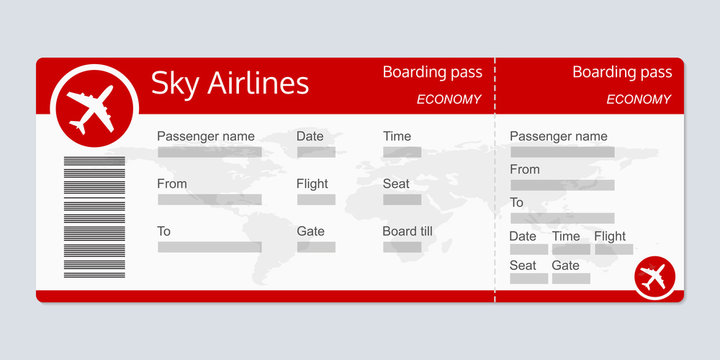 Sky Airlines
Boarding pass
ECONOMY
Passenger name Date Time
From Flight Seat
To Gate Board till
Boarding pass
ECONOMY
Passenger name
From
To
Date Time Flight
Seat Gate